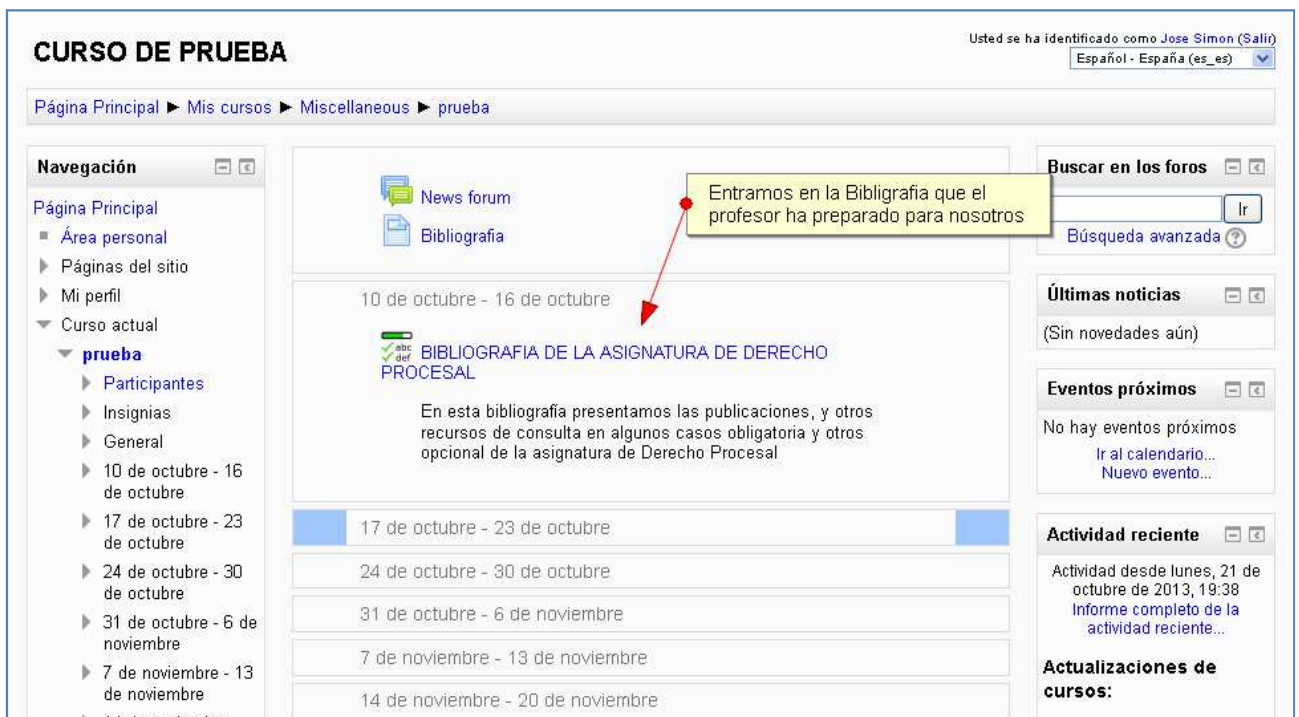 CURSO DE PRUEBA
Usted se ha identificado como Jose Simon (Salir)
Español - España (es_es)
Página Principal ► Mis cursos ► Miscellaneous ► prueba
Navegación
Página Principal
Área personal
Páginas del sitio
Mi perfil
Curso actual
prueba
Participantes
Insignias
General
10 de octubre - 16
de octubre
17 de octubre - 23
de octubre
24 de octubre - 30
de octubre
31 de octubre - 6 de
noviembre
7 de noviembre - 13
de noviembre
News forum
Bibliografia
Entramos en la Bibligrafia que el
profesor ha preparado para nosotros
10 de octubre - 16 de octubre
abc
def
BIBLIOGRAFIA DE LA ASIGNATURA DE DERECHO
PROCESAL
En esta bibliografía presentamos las publicaciones, y otros
recursos de consulta en algunos casos obligatoria y otros
opcional de la asignatura de Derecho Procesal
17 de octubre - 23 de octubre
24 de octubre - 30 de octubre
31 de octubre - 6 de noviembre
7 de noviembre - 13 de noviembre
14 de noviembre - 20 de noviembre
Buscar en los foros
Ir
Búsqueda avanzada
Últimas noticias
(Sin novedades aún)
Eventos próximos
No hay eventos próximos
Ir al calendario...
Nuevo evento...
Actividad reciente
Actividad desde lunes, 21 de
octubre de 2013, 19:38
Informe completo de la
actividad reciente...
Actualizaciones de
cursos: